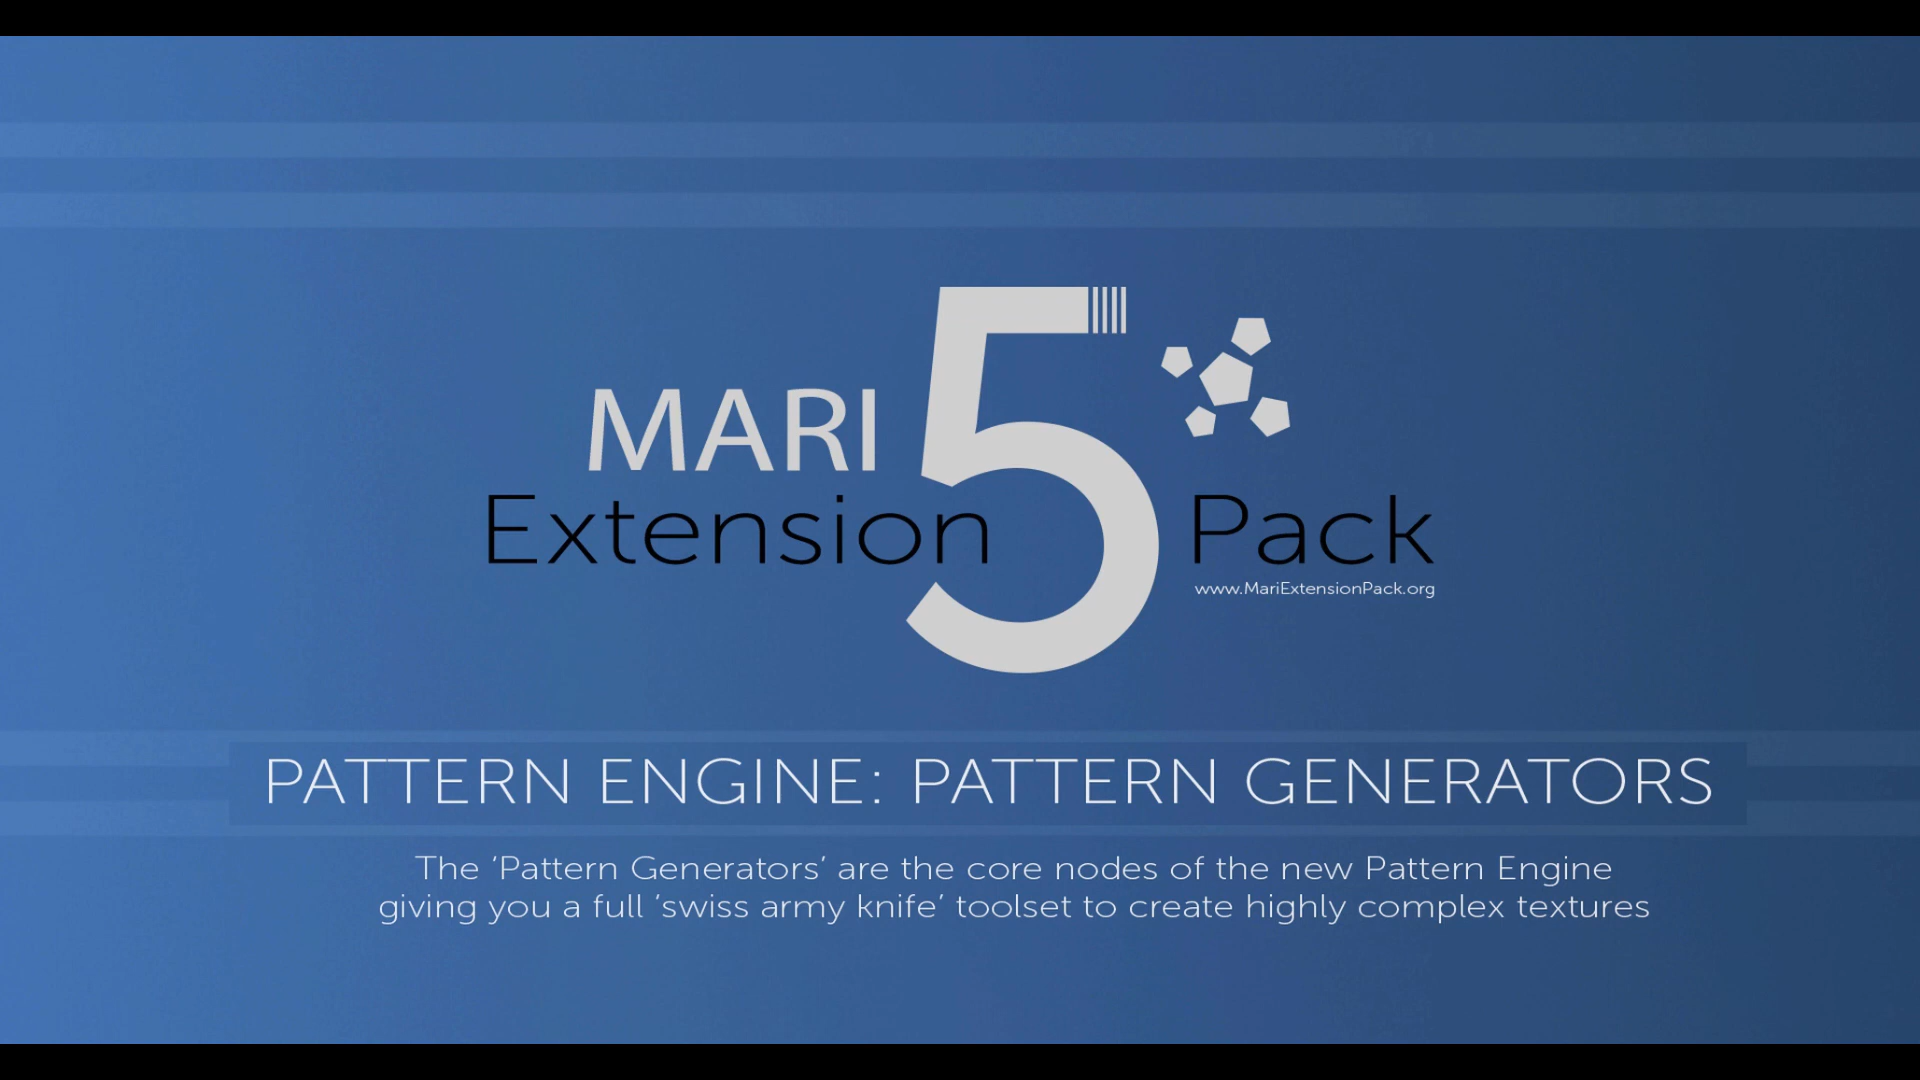 MARI
Extension 5 Pack
www.MariExtensionPack.org
PATTERN ENGINE: PATTERN GENERATORS
The ‘Pattern Generators’ are the core nodes of the new Pattern Engine
giving you a full ‘swiss army knife’ toolset to create highly complex textures